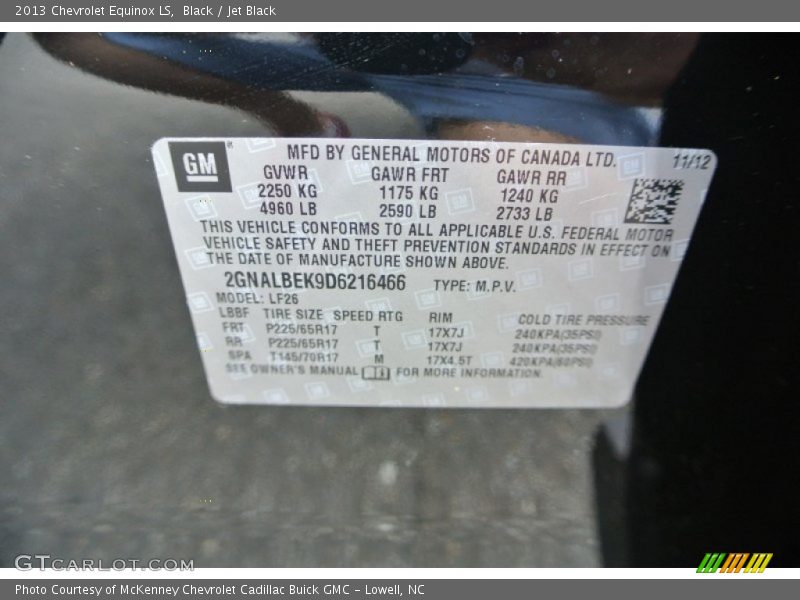 2013 Chevrolet Equinox LS, Black / Jet Black
GM
MFD BY GENERAL MOTORS OF CANADA LTD. 11/12
GVWR GAWR FRT GAWR RR
2250 KG 1175 KG 1240 KG
4960 LB 2590 LB 2733 LB
THIS VEHICLE CONFORMS TO ALL APPLICABLE U.S. FEDERAL MOTOR
VEHICLE SAFETY AND THEFT PREVENTION STANDARDS IN EFFECT ON
THE DATE OF MANUFACTURE SHOWN ABOVE.
2GNALBEK9D6216466 TYPE: M.P.V.
MODEL: LF26
LBBF TIRE SIZE SPEED RTG RIM COLD TIRE PRESSURE
FRT P225/65R17 T 17X7J 240KPA(35PSI)
RR P225/65R17 T 17X7J 240KPA(35PSI)
SPA T145/70R17 M 17X4.5T 420KPA(60PSI)
SEE OWNER'S MANUAL FOR MORE INFORMATION.
GTCARLOT.COM
Photo Courtesy of McKenney Chevrolet Cadillac Buick GMC - Lowell, NC